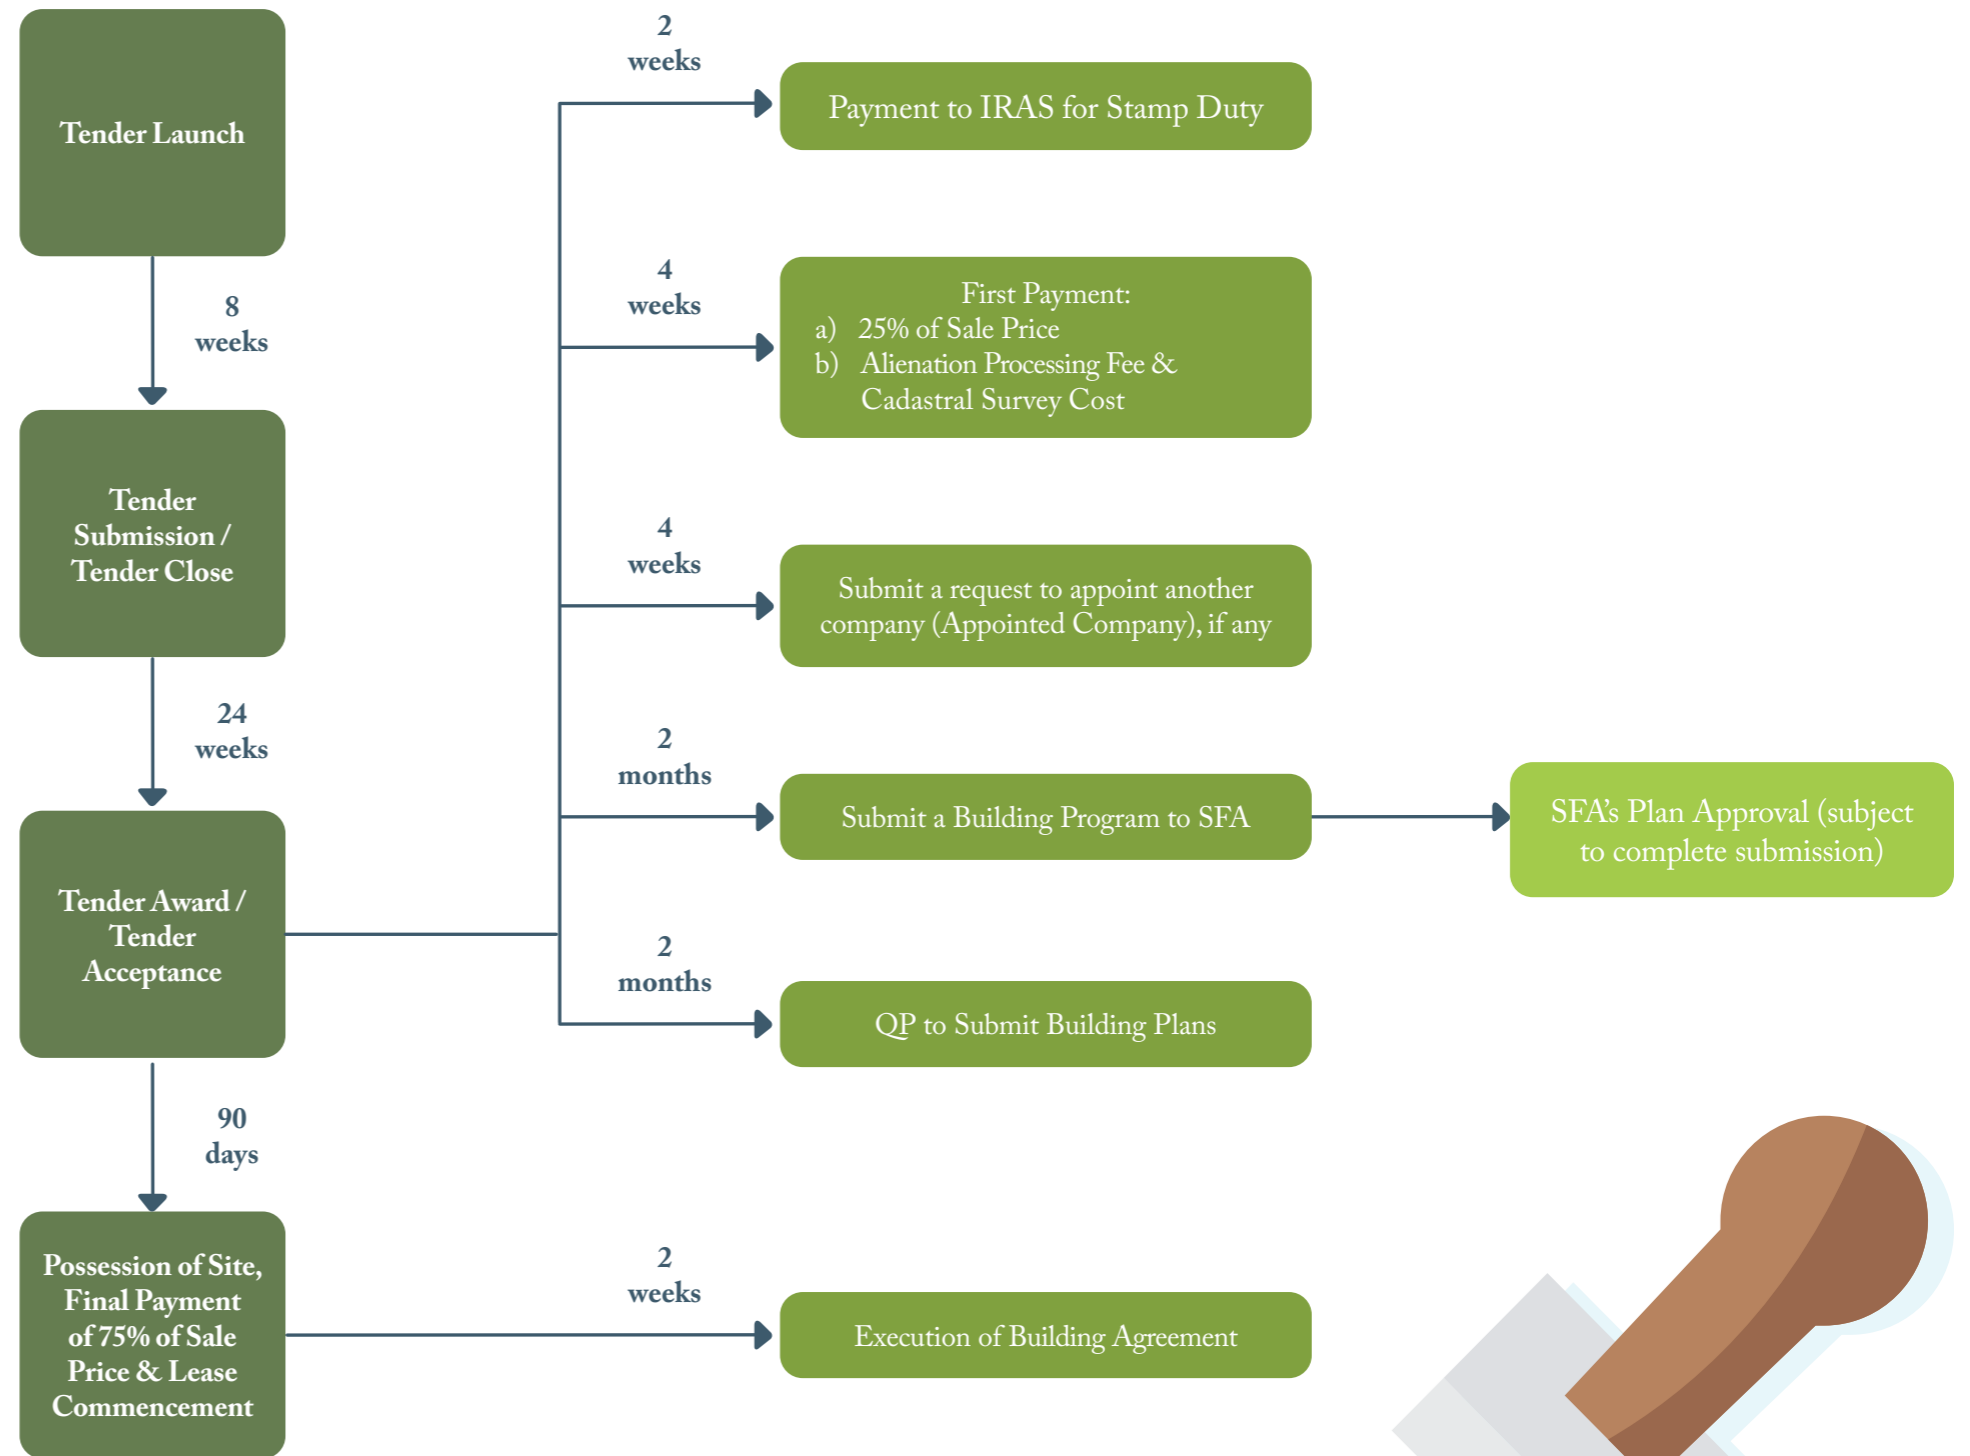 Tender Launch
8
weeks
Tender
Submission /
Tender Close
24
weeks
Tender Award /
Tender
Acceptance
2
weeks
Payment to IRAS for Stamp Duty
4
weeks
First Payment:
a) 25% of Sale Price
b) Alienation Processing Fee &
Cadastral Survey Cost
4
weeks
Submit a request to appoint another
company (Appointed Company), if any
2
months
Submit a Building Program to SFA
SFA’s Plan Approval (subject
to complete submission)
2
months
QP to Submit Building Plans
90
days
Possession of Site,
Final Payment
of 75% of Sale
Price & Lease
Commencement
2
weeks
Execution of Building Agreement